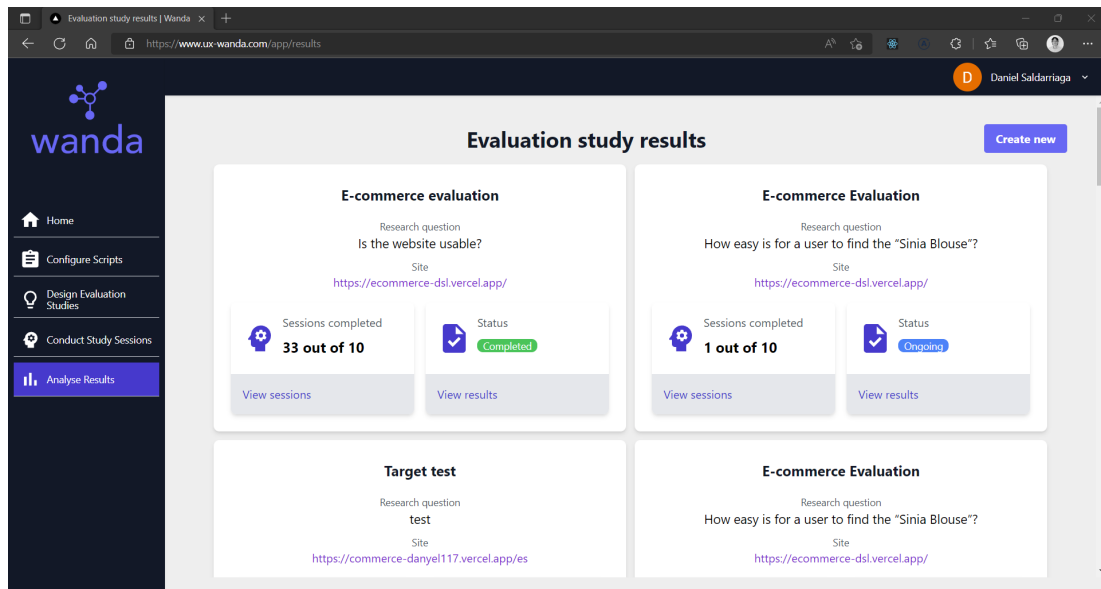 Evaluation study results | Wanda
https://www.ux-wanda.com/app/results
D Daniel Saldarriaga
wanda
Home
Configure Scripts
Design Evaluation
Studies
Conduct Study Sessions
Analyse Results
Evaluation study results
Create new
E-commerce evaluation
Research question
Is the website usable?
Site
https://ecommerce-dsl.vercel.app/
Sessions completed
33 out of 10
View sessions
Status
Completed
View results
E-commerce Evaluation
Research question
How easy is for a user to find the “Sinia Blouse”?
Site
https://ecommerce-dsl.vercel.app/
Sessions completed
1 out of 10
View sessions
Status
Ongoing
View results
Target test
Research question
test
Site
https://commerce-danyel117.vercel.app/es
E-commerce Evaluation
Research question
How easy is for a user to find the “Sinia Blouse”?
Site
https://ecommerce-dsl.vercel.app/